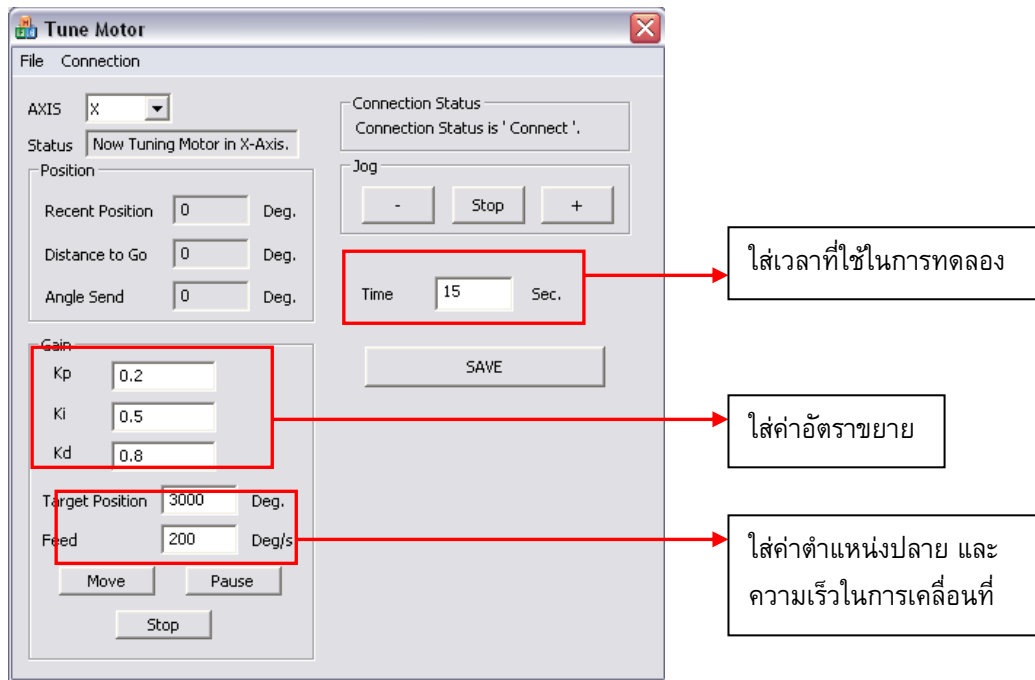 Tune Motor
File Connection
AXIS X
Status Now Tuning Motor in X-Axis.
Position
Recent Position 0 Deg.
Distance to Go 0 Deg.
Angle Send 0 Deg.
Gain
Kp 0.2
Ki 0.5
Kd 0.8
Target Position 3000 Deg.
Feed 200 Deg/s
Move Pause
Stop
Connection Status
Connection Status is ' Connect '.
Jog
- Stop +
Time 15 Sec.
SAVE
ใส่เวลาที่ใช้ในการทดลอง
ใส่ค่าอัตราขยาย
ใส่ค่าตำแหน่งปลาย และ
ความเร็วในการเคลื่อนที่